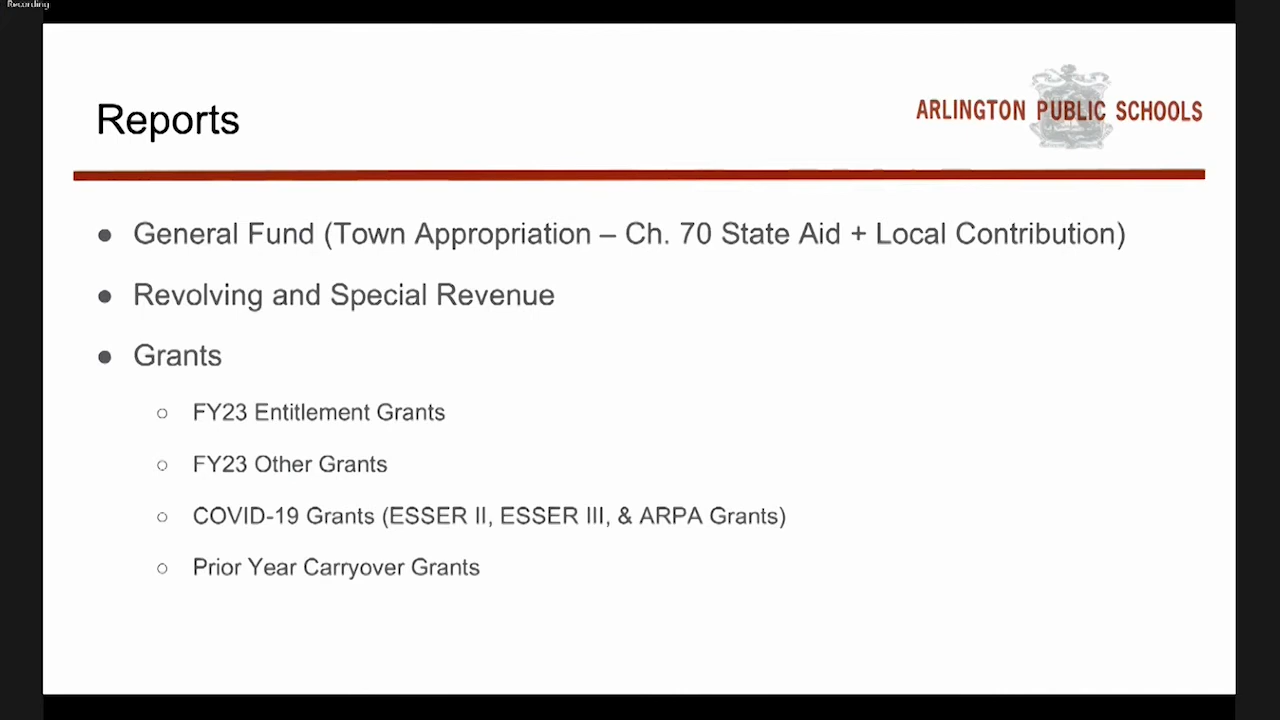 Recording
Reports
ARLINGTON PUBLIC SCHOOLS
● General Fund (Town Appropriation – Ch. 70 State Aid + Local Contribution)
● Revolving and Special Revenue
● Grants
○ FY23 Entitlement Grants
○ FY23 Other Grants
○ COVID-19 Grants (ESSER II, ESSER III, & ARPA Grants)
○ Prior Year Carryover Grants